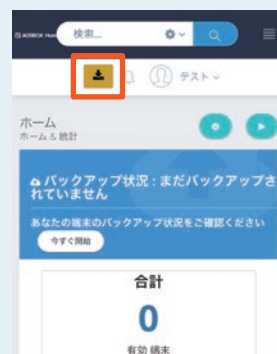 AOSBOX Home
検索...
テスト
ホーム
ホーム & 統計
バックアップ状況 : まだバックアップさ
れていません
あなたの端末のバックアップ状況をご確認ください
今すぐ開始
合計
0
有効 端末